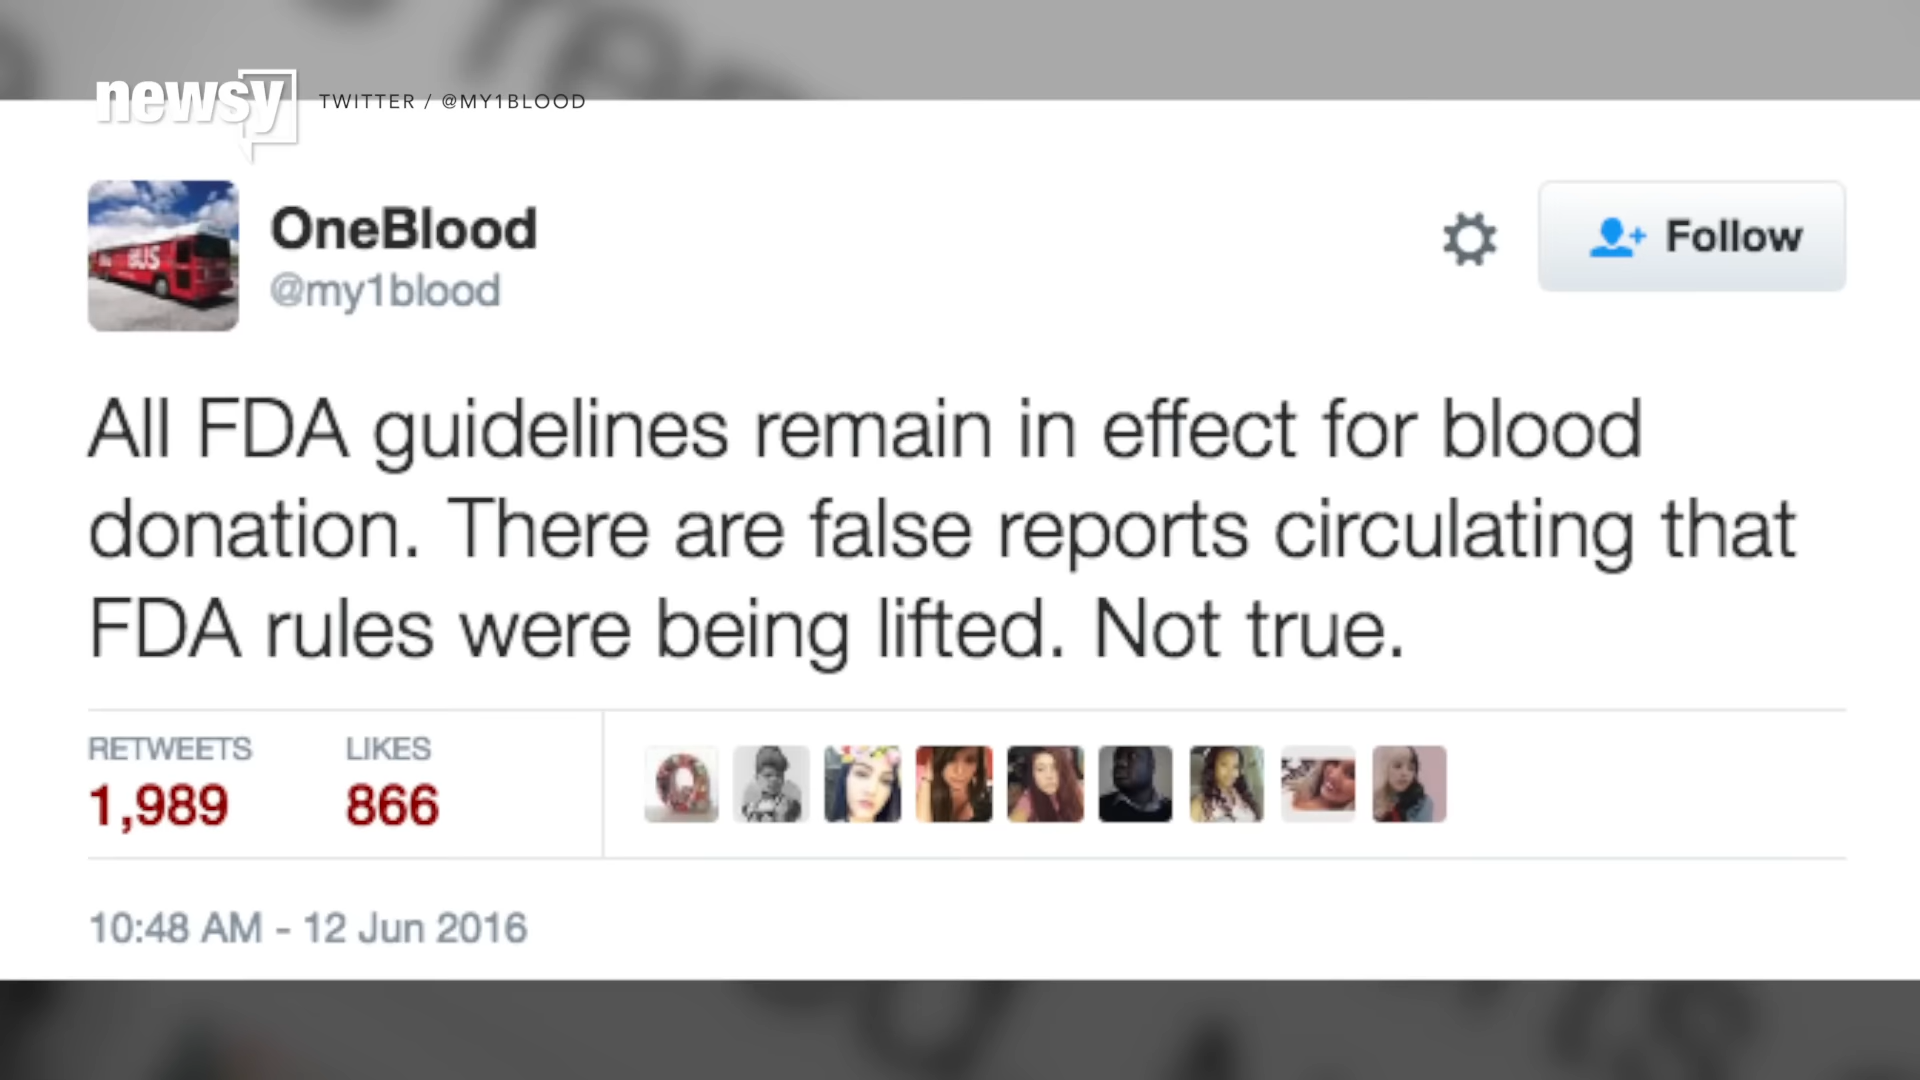 newsy TWITTER / @MY1BLOOD
BUS
OneBlood
@my1blood
Follow
All FDA guidelines remain in effect for blood
donation. There are false reports circulating that
FDA rules were being lifted. Not true.
RETWEETS LIKES
1,989 866
10:48 AM - 12 Jun 2016